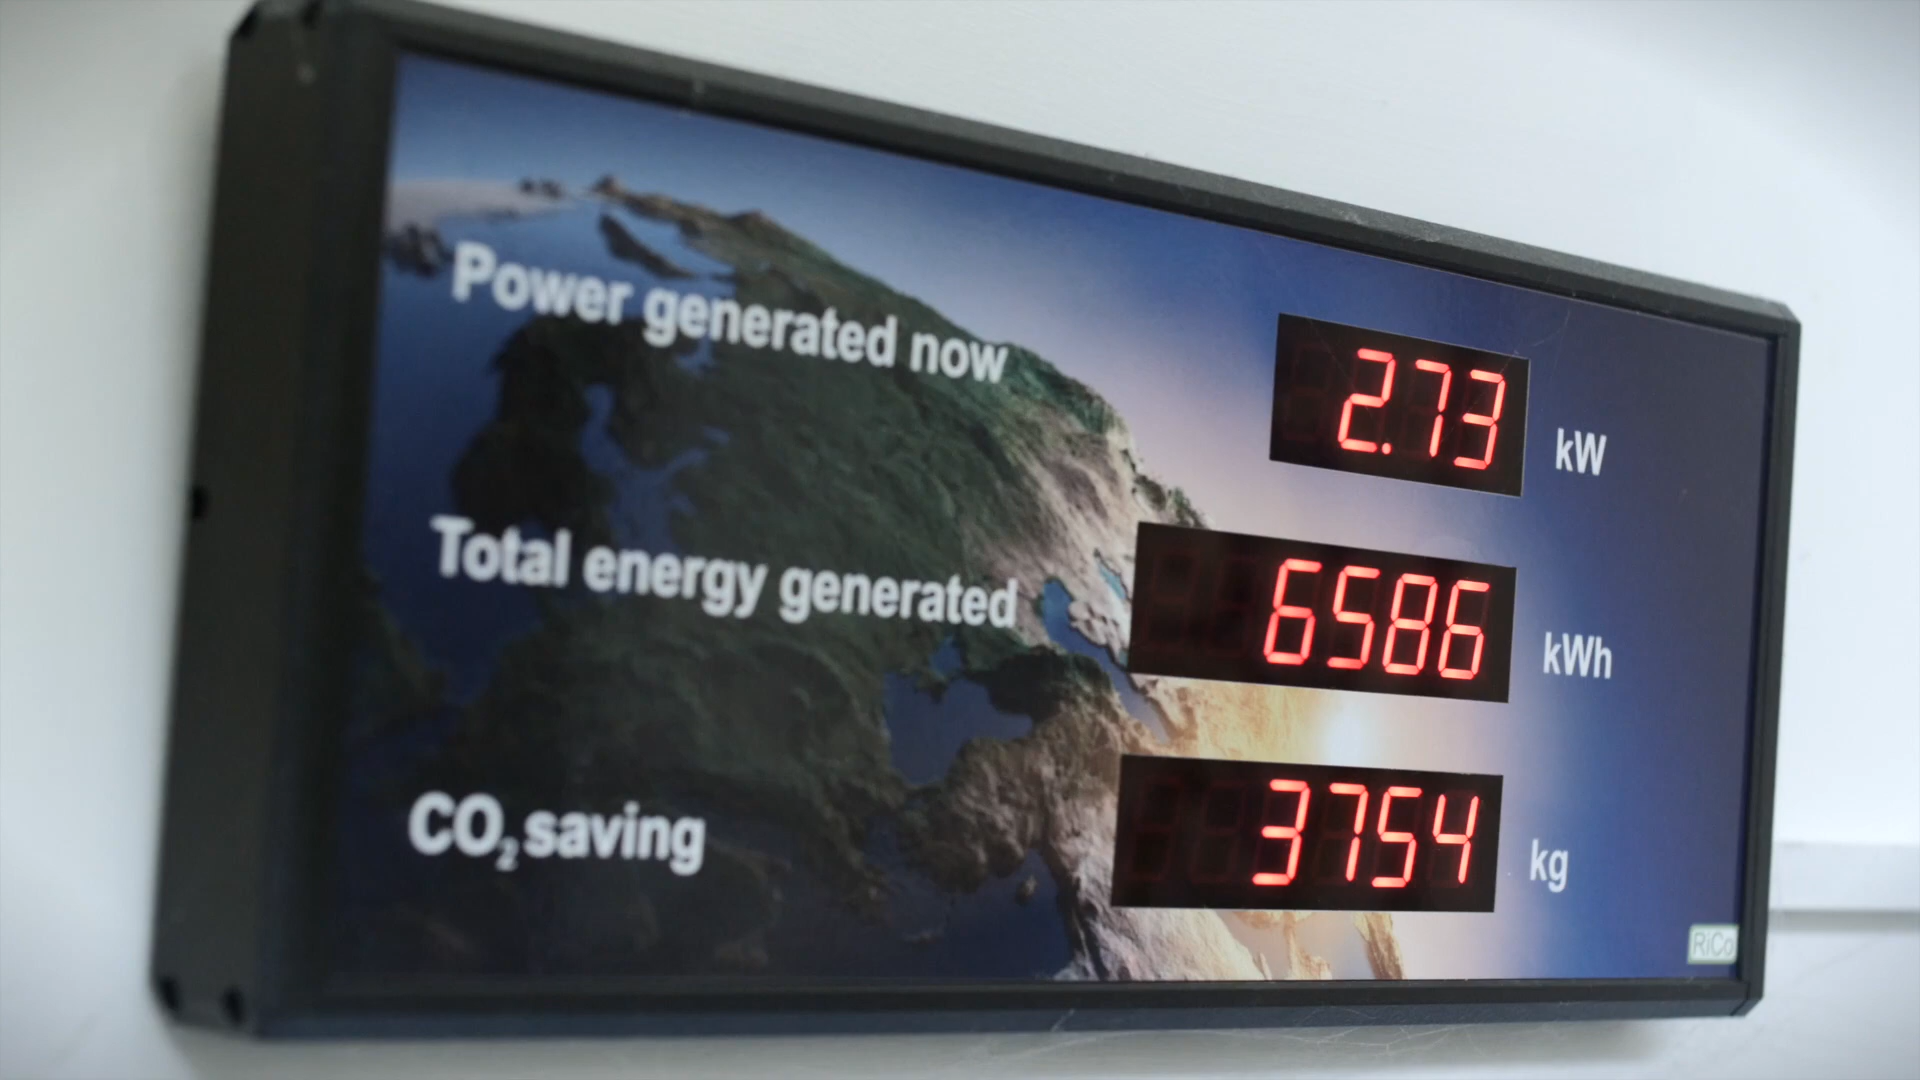 Power generated now 2.73 kW
Total energy generated 6586 kWh
CO₂ saving 3754 kg
RiCo